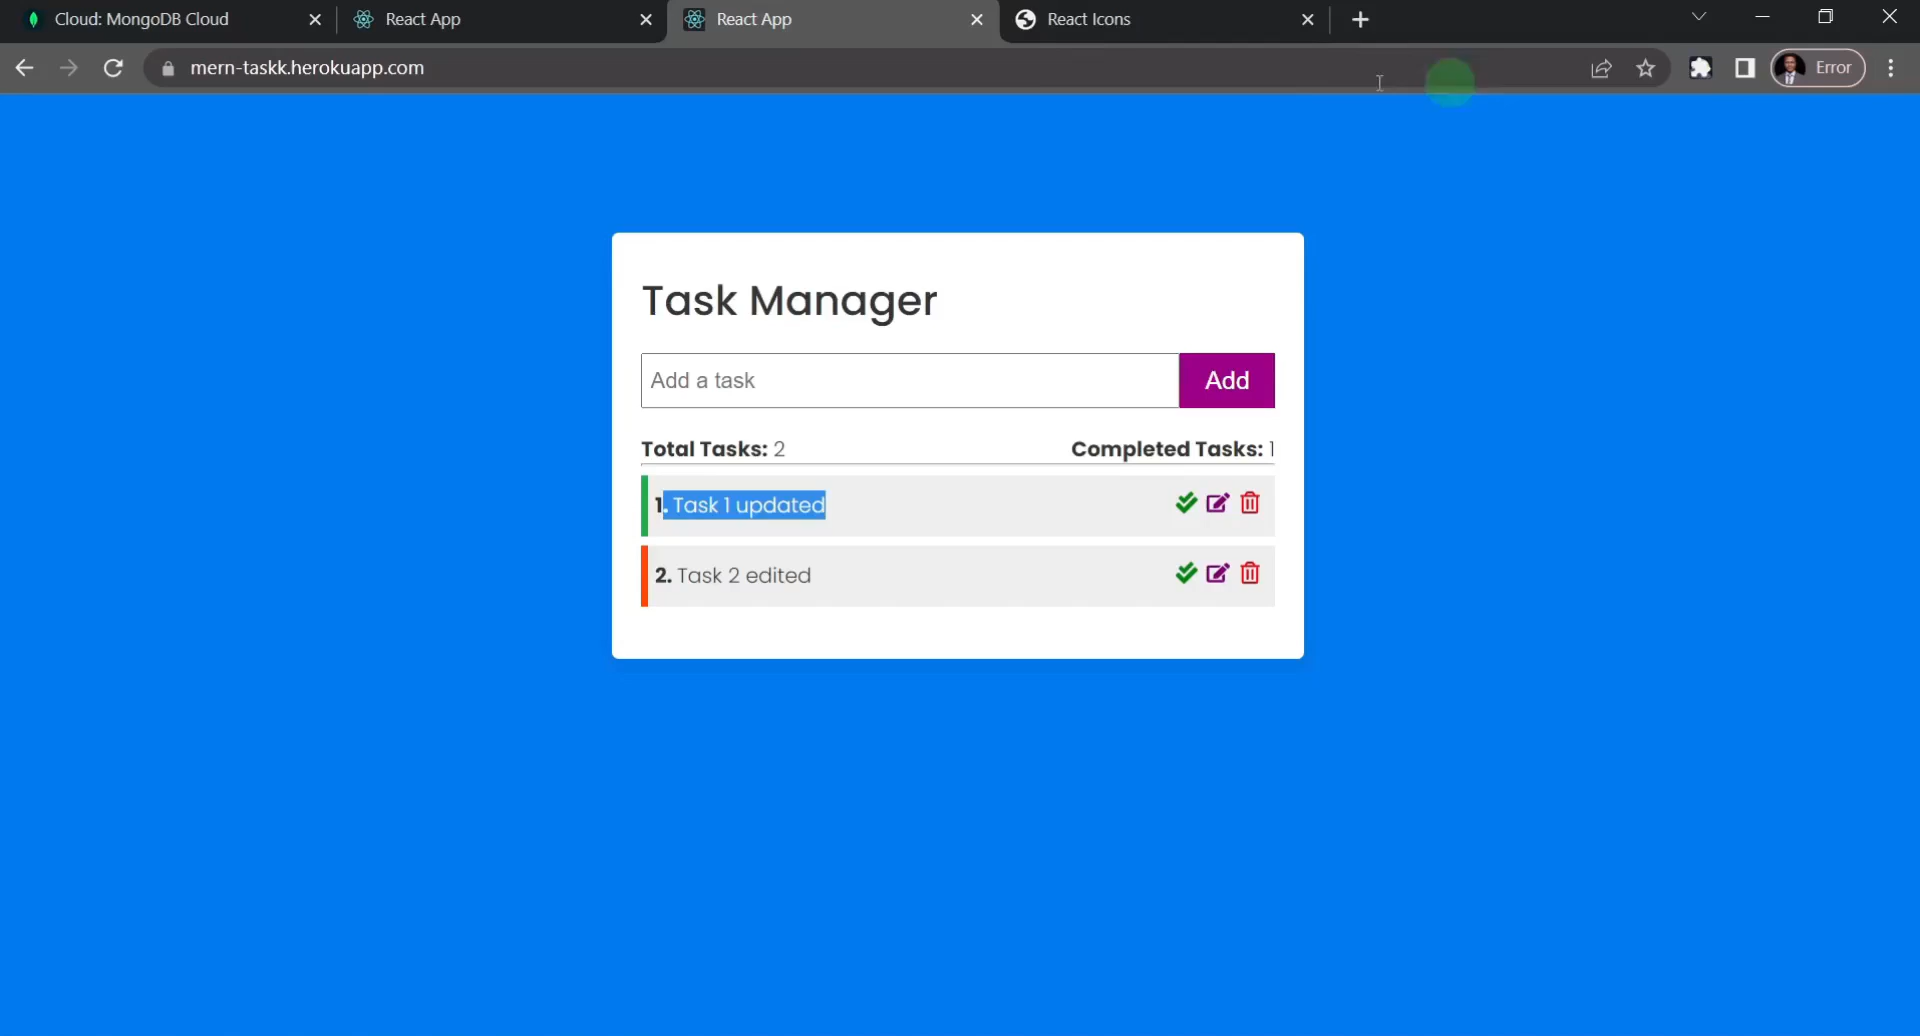 Cloud: MongoDB Cloud
React App
React App
React Icons
mern-taskk.herokuapp.com
Error
Task Manager
Add a task
Add
Total Tasks: 2
Completed Tasks: 1
1. Task 1 updated
2. Task 2 edited